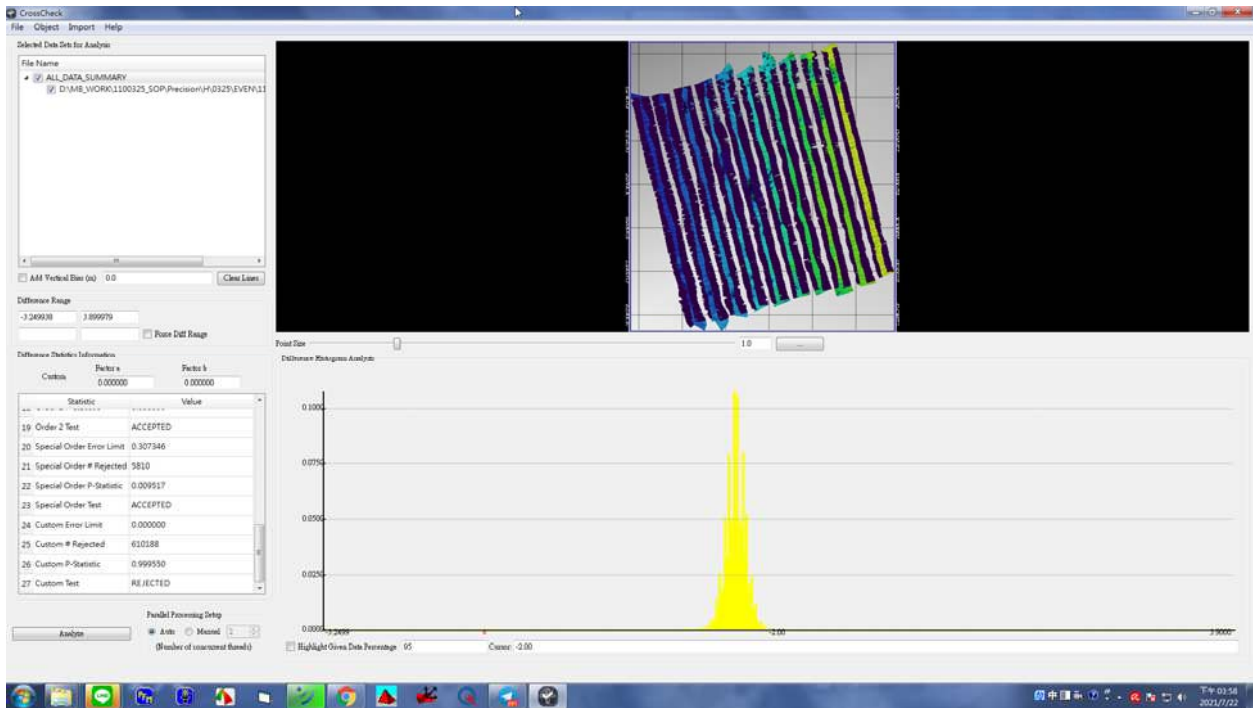 CrossCheck
File Object Import Help
Selected Data Sets for Analysis
File Name
ALL_DATA_SUMMARY
D:\MB_WORK\1100325_SOP\Precision\H\0325\EVEN\11
Add Vertical Bias (m) 0.0 Clear Lines
Difference Range
-3.249938 3.899979
Force Diff Range
Point Size 1.0 ...
Difference Statistics Information
Custom Factor a Factor b
0.000000 0.000000
Statistic Value
19 Order 2 Test ACCEPTED
20 Special Order Error Limit 0.307346
21 Special Order # Rejected 5810
22 Special Order P-Statistic 0.009517
23 Special Order Test ACCEPTED
24 Custom Error Limit 0.000000
25 Custom # Rejected 610188
26 Custom P-Statistic 0.999550
27 Custom Test REJECTED
Parallel Processing Setup
Analyze Auto Manual 2
(Number of concurrent threads)
Difference Histogram Analysis
0.1000
0.0750
0.0500
0.0250
0.0000
-3.2499 -2.00 3.9000
Highlight Given Data Percentage 95 Cursor: -2.00
下午 03:58
2021/7/22